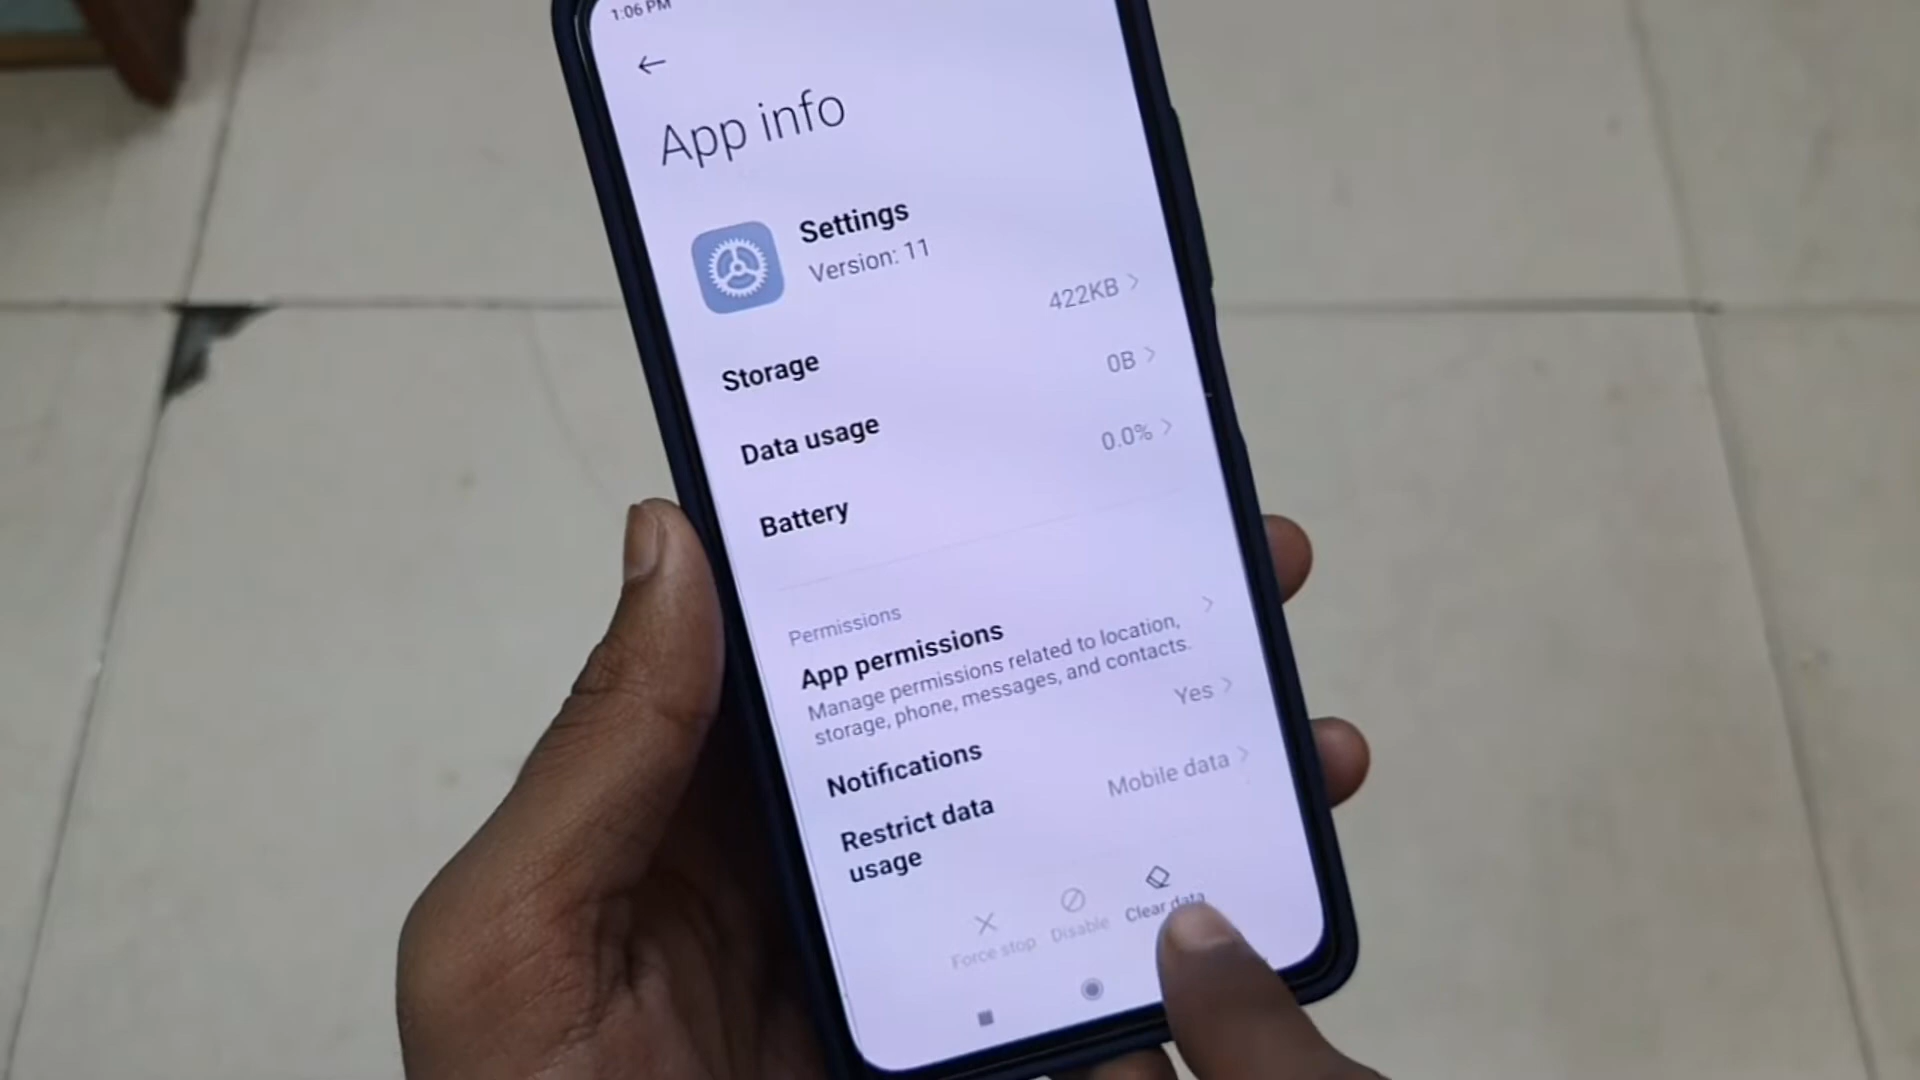 1:06 PM
App info
Settings
Version: 11
Storage 422KB
Data usage 0B
Battery 0.0%
Permissions
App permissions
Manage permissions related to location,
storage, phone, messages, and contacts.
Notifications Yes
Restrict data Mobile data
usage
Force stop Disable Clear data